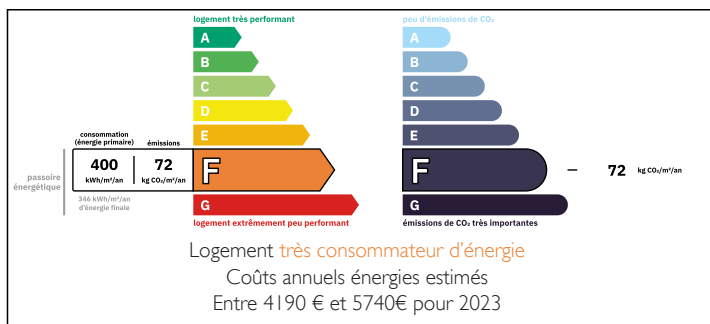 logement très performant
A
B
C
D
E
consommation
(énergie primaire)
émissions
400
kWh/m²/an
72
kg CO₂/m²/an
F
passoire
énergétique
346 kWh/m²/an
d'énergie finale
G
logement extrêmement peu performant
peu d'émissions de CO₂
A
B
C
D
E
F
72 kg CO₂/m²/an
G
émissions de CO₂ très importantes
Logement très consommateur d'énergie
Coûts annuels énergies estimés
Entre 4190 € et 5740€ pour 2023